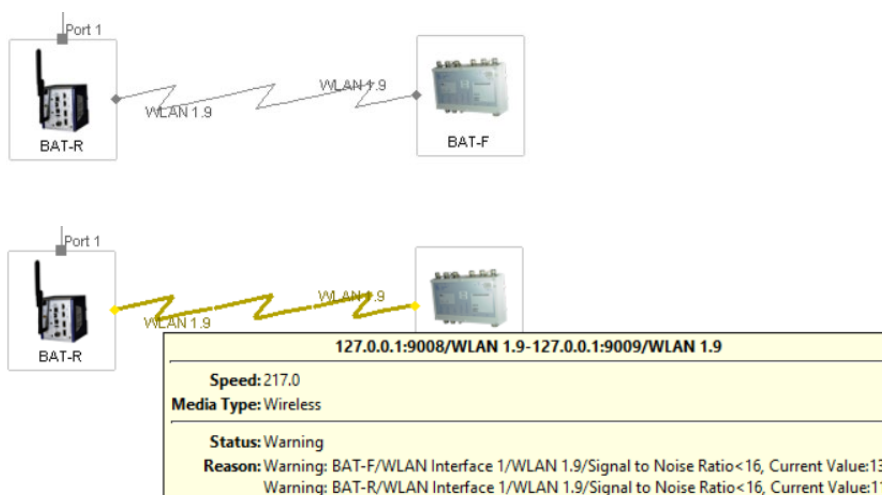 Port 1
WLAN 1.9
WLAN 1.9
BAT-R
BAT-F
Port 1
WLAN 1.9
WLAN 1.9
BAT-R
127.0.0.1:9008/WLAN 1.9-127.0.0.1:9009/WLAN 1.9
Speed: 217.0
Media Type: Wireless
Status: Warning
Reason: Warning: BAT-F/WLAN Interface 1/WLAN 1.9/Signal to Noise Ratio<16, Current Value:13
Warning: BAT-R/WLAN Interface 1/WLAN 1.9/Signal to Noise Ratio<16, Current Value:11